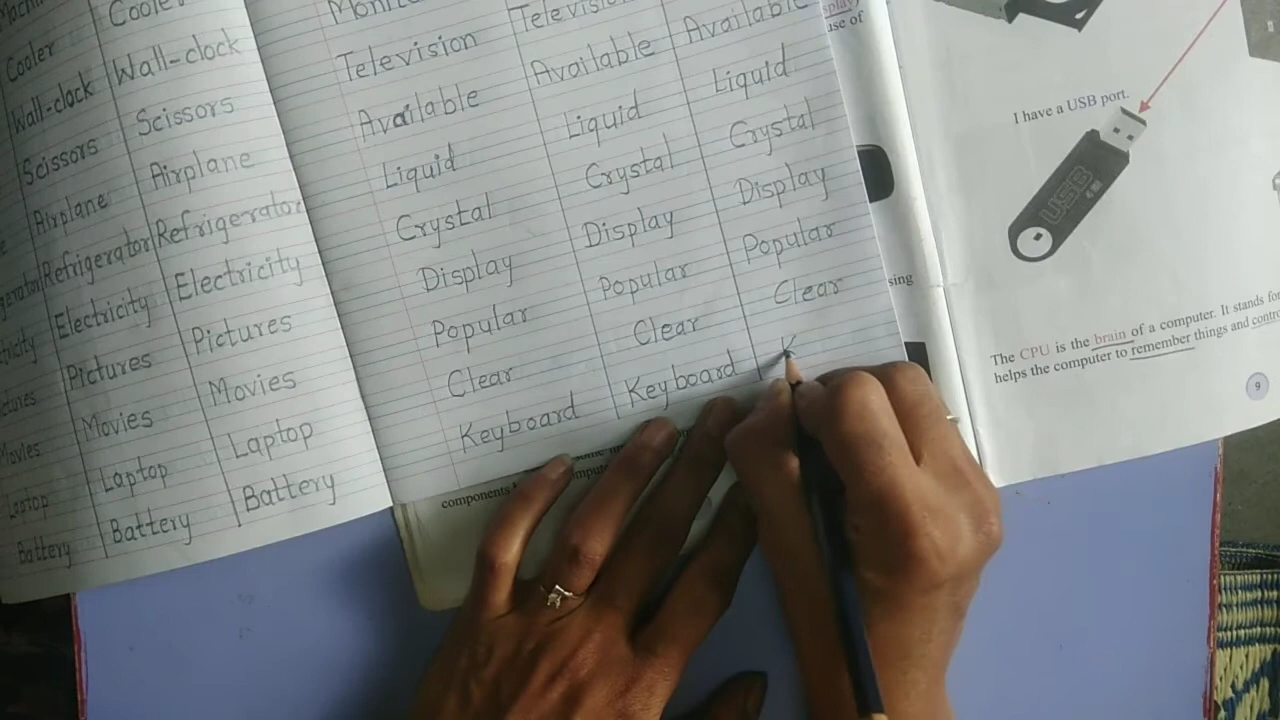 Cooler
Cooler
Wall-clock
Wall-clock
Scissors
Scissors
Airplane
Airplane
Refrigerator
Refrigerator
Electricity
Electricity
Pictures
Pictures
Movies
Movies
Laptop
Laptop
Battery
Battery
Television
Television
Available
Available
Available
Liquid
Liquid
Liquid
Crystal
Crystal
Crystal
Display
Display
Display
Popular
Popular
Popular
Clear
Clear
Clear
Keyboard
Keyboard
K
use of
components
I have a USB port.
USB
The CPU is the brain of a computer. It stands
helps the computer to remember things and
9